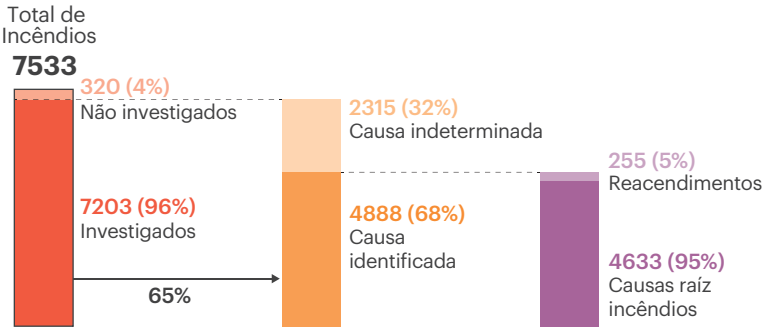 Total de
Incêndios
7533
320 (4%)
Não investigados
7203 (96%)
Investigados
65%
2315 (32%)
Causa indeterminada
4888 (68%)
Causa
identificada
255 (5%)
Reacendimentos
4633 (95%)
Causas raíz
incêndios